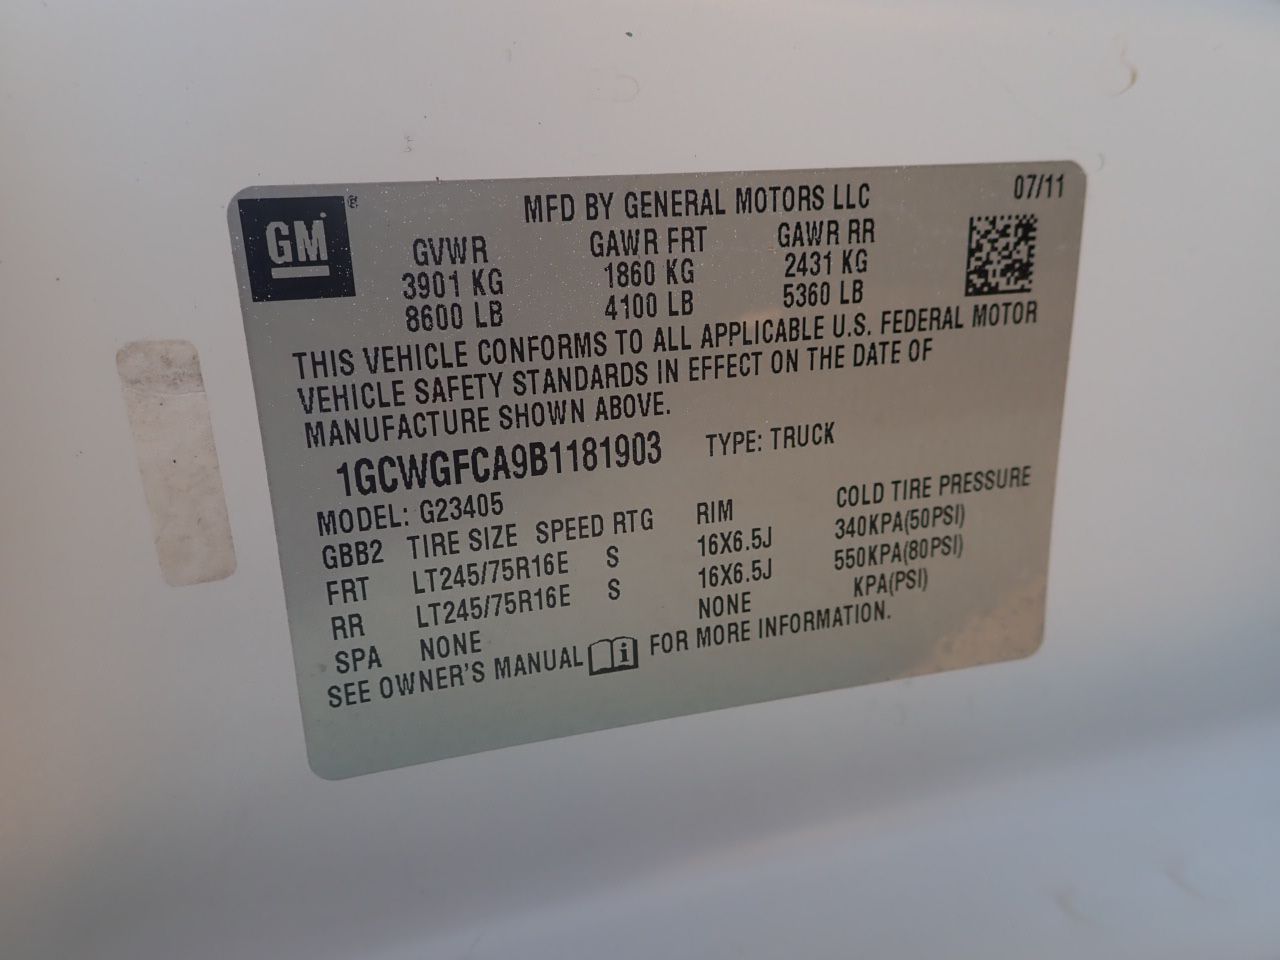 GM ®
MFD BY GENERAL MOTORS LLC 07/11
GVWR GAWR FRT GAWR RR
3901 KG 1860 KG 2431 KG
8600 LB 4100 LB 5360 LB
THIS VEHICLE CONFORMS TO ALL APPLICABLE U.S. FEDERAL MOTOR
VEHICLE SAFETY STANDARDS IN EFFECT ON THE DATE OF
MANUFACTURE SHOWN ABOVE.
1GCWGFCA9B1181903 TYPE: TRUCK
MODEL: G23405
GBB2 TIRE SIZE SPEED RTG RIM COLD TIRE PRESSURE
FRT LT245/75R16E S 16X6.5J 340KPA(50PSI)
RR LT245/75R16E S 16X6.5J 550KPA(80PSI)
SPA NONE NONE KPA(PSI)
SEE OWNER'S MANUAL i FOR MORE INFORMATION.